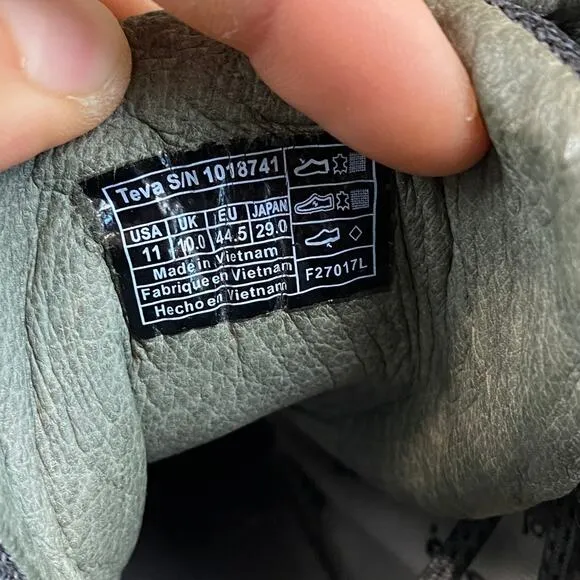 Teva S/N 1018741
USA UK EU JAPAN
11 10.0 44.5 29.0
Made in Vietnam
Fabriqué en Vietnam
Hecho en Vietnam
F27017L